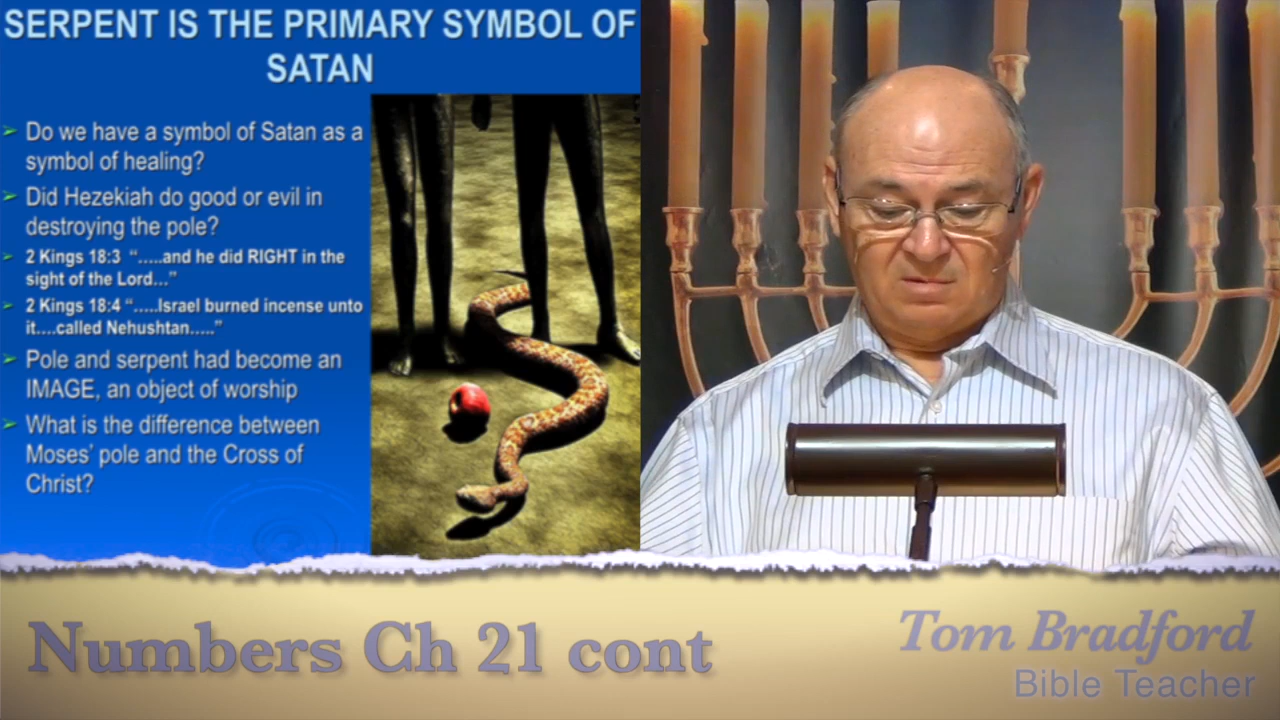 SERPENT IS THE PRIMARY SYMBOL OF
SATAN
➢ Do we have a symbol of Satan as a
symbol of healing?
➢ Did Hezekiah do good or evil in
destroying the pole?
➢ 2 Kings 18:3 “…..and he did RIGHT in the
sight of the Lord…”
➢ 2 Kings 18:4 “…..Israel burned incense unto
it….called Nehushtan…..”
➢ Pole and serpent had become an
IMAGE, an object of worship
➢ What is the difference between
Moses’ pole and the Cross of
Christ?
Numbers Ch 21 cont
Tom Bradford
Bible Teacher